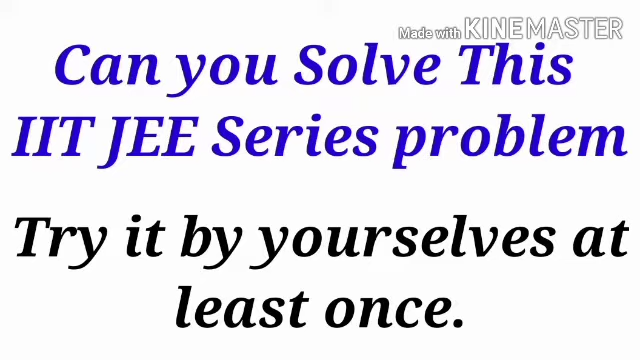 Made with KINEMASTER
Can you Solve This
IIT JEE Series problem
Try it by yourselves at
least once.